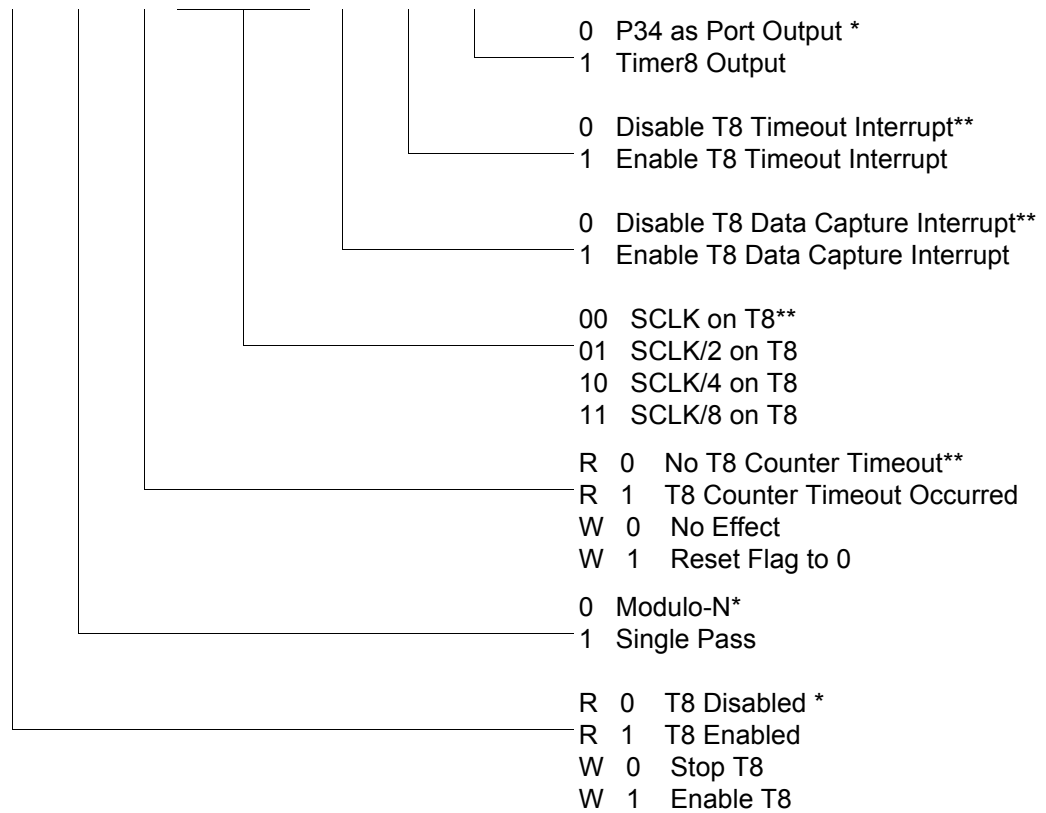 0 P34 as Port Output *
1 Timer8 Output
0 Disable T8 Timeout Interrupt**
1 Enable T8 Timeout Interrupt
0 Disable T8 Data Capture Interrupt**
1 Enable T8 Data Capture Interrupt
00 SCLK on T8**
01 SCLK/2 on T8
10 SCLK/4 on T8
11 SCLK/8 on T8
R 0 No T8 Counter Timeout**
R 1 T8 Counter Timeout Occurred
W 0 No Effect
W 1 Reset Flag to 0
0 Modulo-N*
1 Single Pass
R 0 T8 Disabled *
R 1 T8 Enabled
W 0 Stop T8
W 1 Enable T8